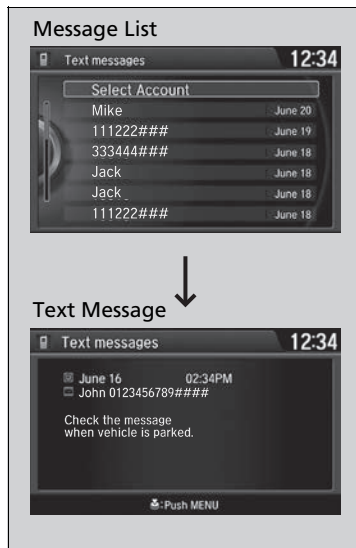 Message List
Text messages 12:34
Select Account
Mike June 20
111222### June 19
333444### June 18
Jack June 18
Jack June 18
111222### June 18
Text Message
Text messages 12:34
June 16 02:34PM
John 0123456789####
Check the message
when vehicle is parked.
:Push MENU